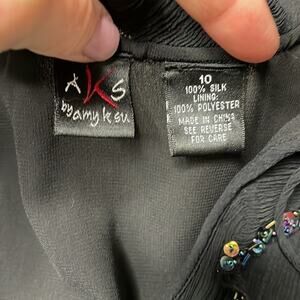 AKS
by amy k su
10
100% SILK
LINING:
100% POLYESTER
MADE IN CHINA
SEE REVERSE
FOR CARE